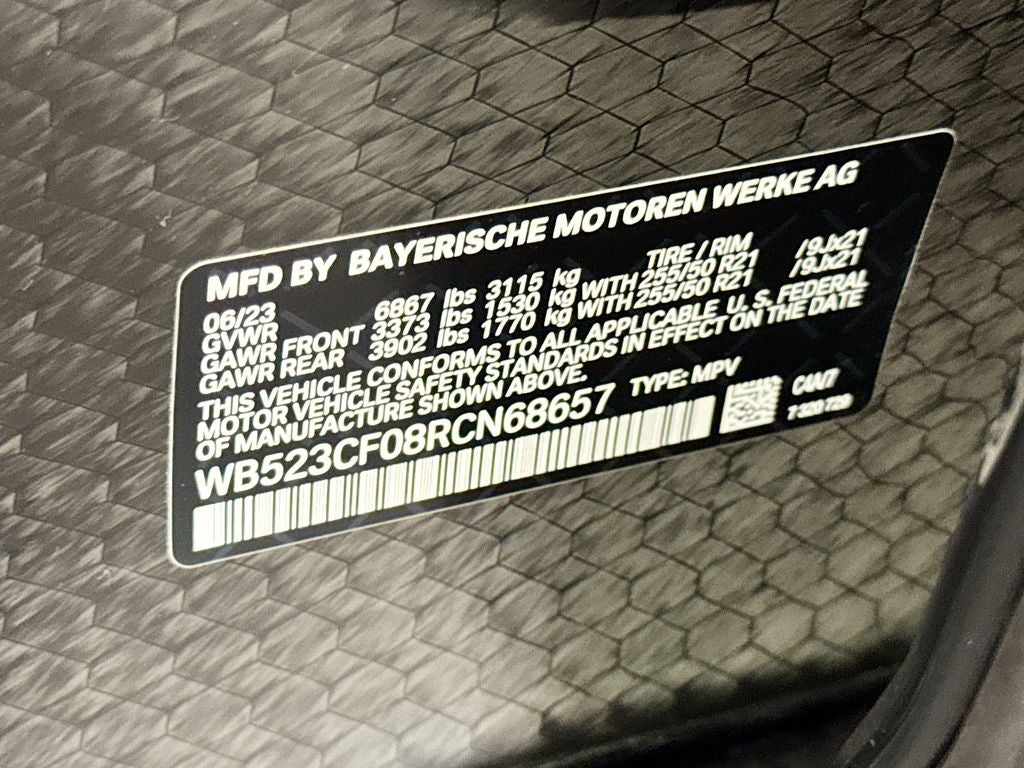 MFD BY BAYERISCHE MOTOREN WERKE AG
06/23 TIRE / RIM
GVWR 6867 lbs 3115 kg
GAWR FRONT 3373 lbs 1530 kg WITH 255/50 R21 /9Jx21
GAWR REAR 3902 lbs 1770 kg WITH 255/50 R21 /9Jx21
THIS VEHICLE CONFORMS TO ALL APPLICABLE U. S. FEDERAL
MOTOR VEHICLE SAFETY STANDARDS IN EFFECT ON THE DATE
OF MANUFACTURE SHOWN ABOVE.
WB523CF08RCN68657 TYPE: MPV
7 320 729